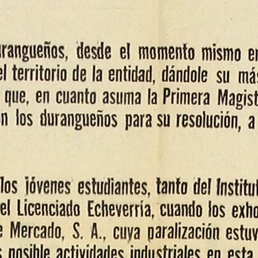 urangueños, desde el momento mismo en
el territorio de la entidad, dándole su más
que, en cuanto asuma la Primera Magist
n los durangueños para su resolución, a
los jóvenes estudiantes, tanto del Institut
el Licenciado Echeverría, cuando los exho
e Mercado, S. A., cuya paralización estuv
s posible actividades industriales en esta